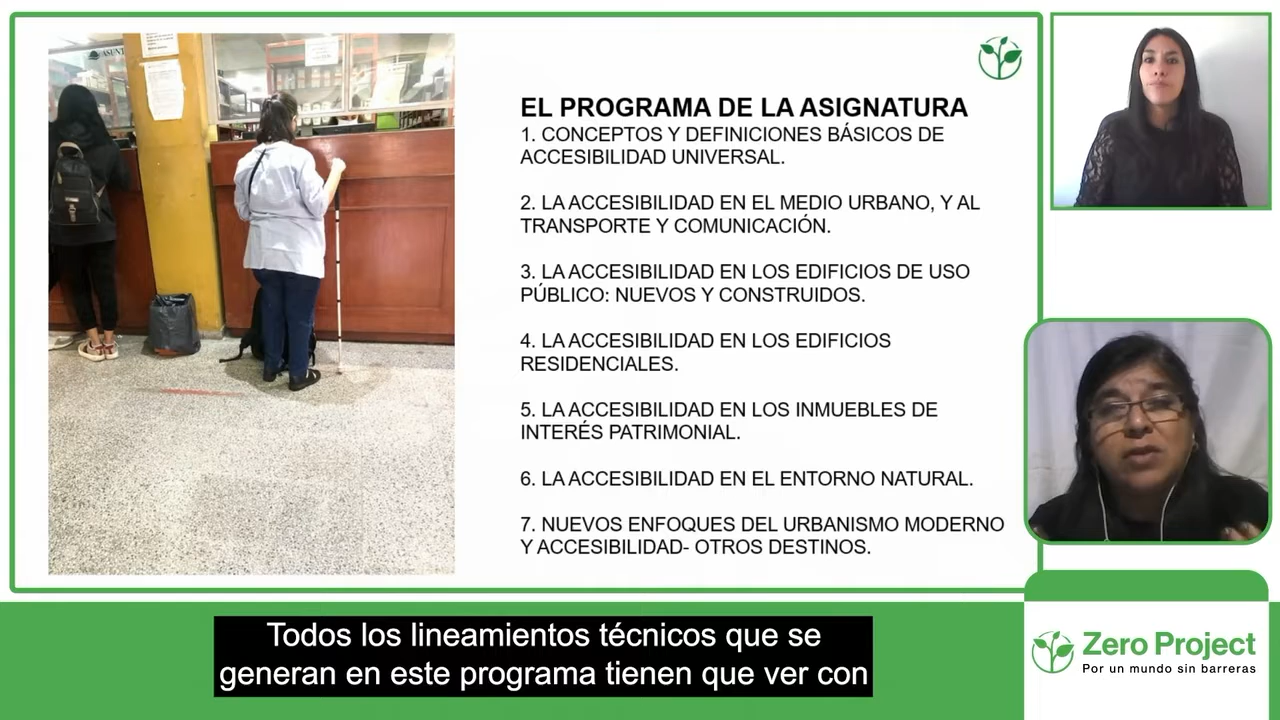 ASUNT
EL PROGRAMA DE LA ASIGNATURA
1. CONCEPTOS Y DEFINICIONES BÁSICOS DE
ACCESIBILIDAD UNIVERSAL.
2. LA ACCESIBILIDAD EN EL MEDIO URBANO, Y AL
TRANSPORTE Y COMUNICACIÓN.
3. LA ACCESIBILIDAD EN LOS EDIFICIOS DE USO
PÚBLICO: NUEVOS Y CONSTRUIDOS.
4. LA ACCESIBILIDAD EN LOS EDIFICIOS
RESIDENCIALES.
5. LA ACCESIBILIDAD EN LOS INMUEBLES DE
INTERÉS PATRIMONIAL.
6. LA ACCESIBILIDAD EN EL ENTORNO NATURAL.
7. NUEVOS ENFOQUES DEL URBANISMO MODERNO
Y ACCESIBILIDAD- OTROS DESTINOS.
Todos los lineamientos técnicos que se
generan en este programa tienen que ver con
Zero Project
Por un mundo sin barreras